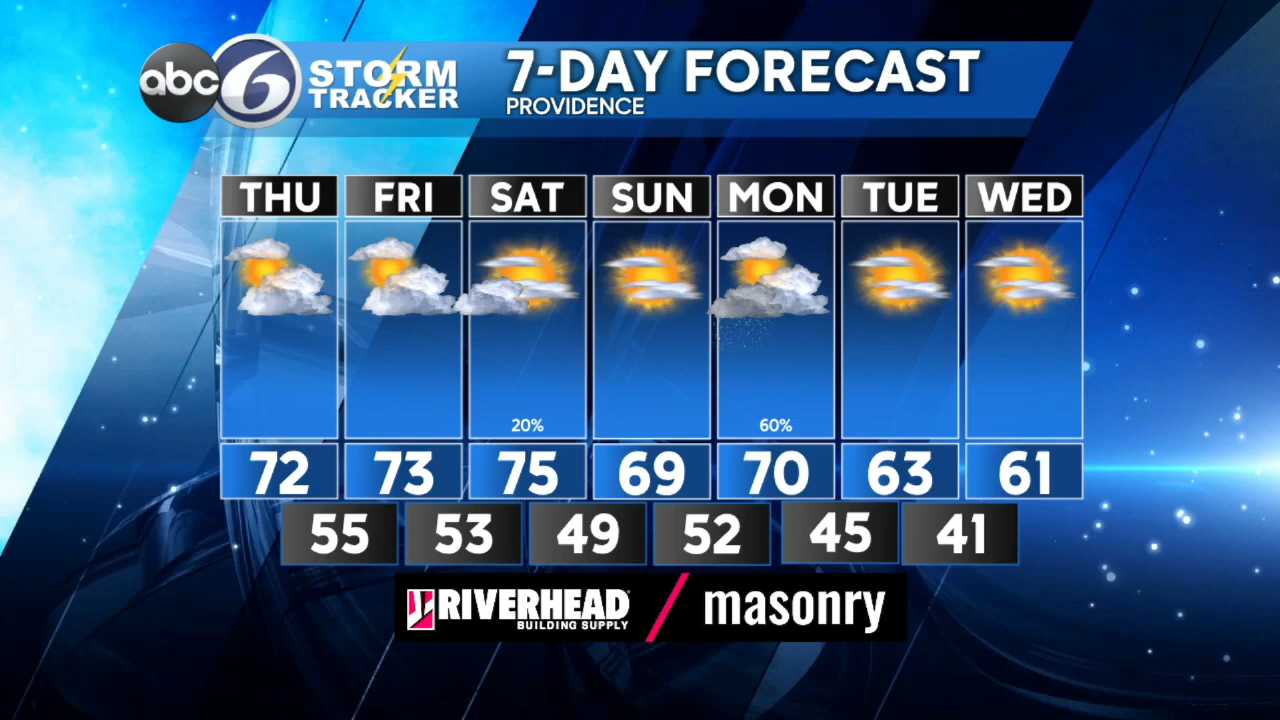 abc 6 STORM TRACKER
7-DAY FORECAST
PROVIDENCE
THU FRI SAT SUN MON TUE WED
20% 60%
72 73 75 69 70 63 61
55 53 49 52 45 41
RIVERHEAD BUILDING SUPPLY / masonry